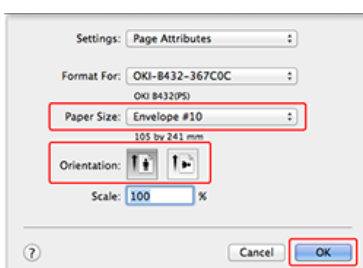 Settings: Page Attributes
Format For: OKI-B432-367C0C
OKI B432(PS)
Paper Size: Envelope #10
105 by 241 mm
Orientation:
Scale: 100 %
? Cancel OK